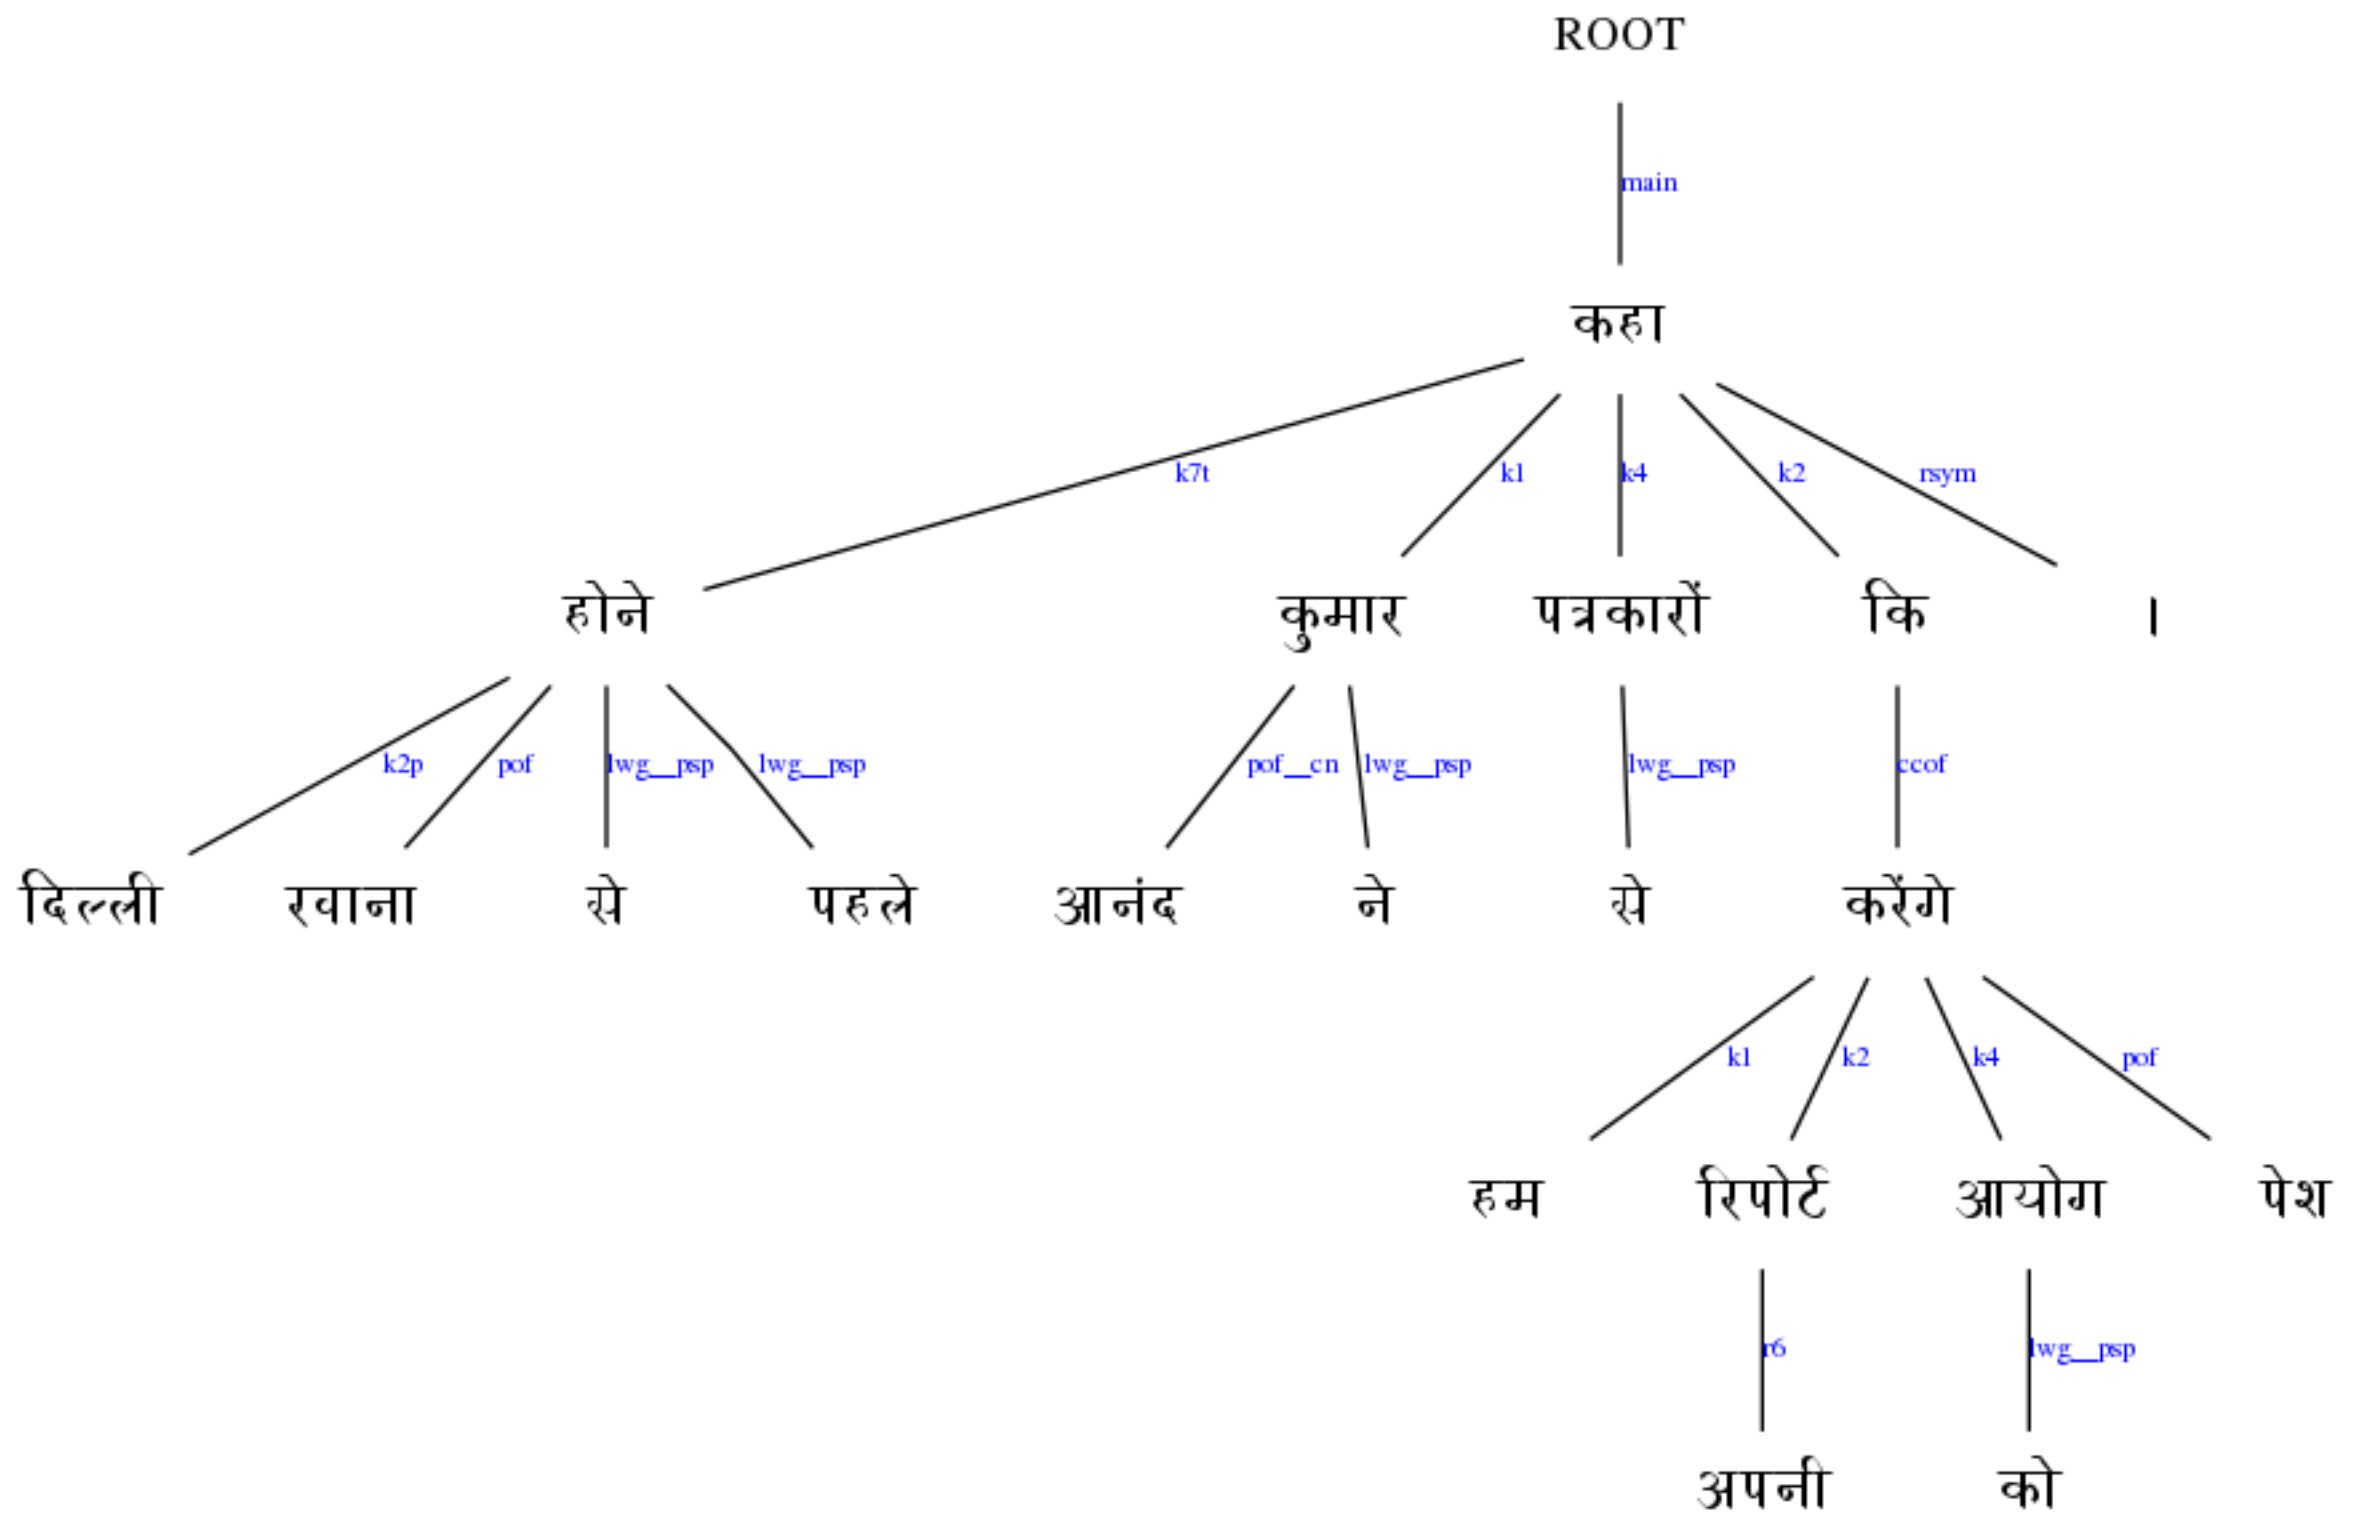 ROOT
main
कहा
k7t k1 k4 k2 rsym
होने कुमार पत्रकारों कि ।
k2p pof lwg__psp lwg__psp pof__cn lwg__psp lwg__psp ccof
दिल्ली रवाना से पहले आनंद ने से करेंगे
k1 k2 k4 pof
हम रिपोर्ट आयोग पेश
r6 lwg__psp
अपनी को